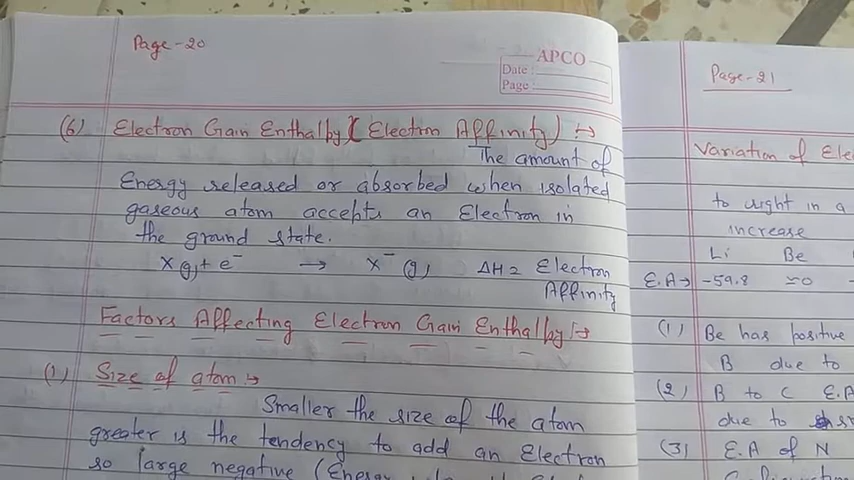 Page-20
APCO
Date :
Page :
(6) Electron Gain Enthalby (Electron Affinity) :->
The amount of
Energy released or absorbed when isolated
gaseous atom accepts an Electron in
the ground state.
X(g)+ e⁻ → X⁻(g) ΔH = Electron
Affinity
Factors Affecting Electron Gain Enthalby :->
(1) Size of atom :->
Smaller the size of the atom
greater is the tendency to add an Electron
so large negative (Energy
Page-21
Variation of Ele
to right in a
increase
Li Be
E.A→ -59.8 ≈0
(1) Be has positive
B due to
(2) B to C E.A
due to
(3) E.A of N